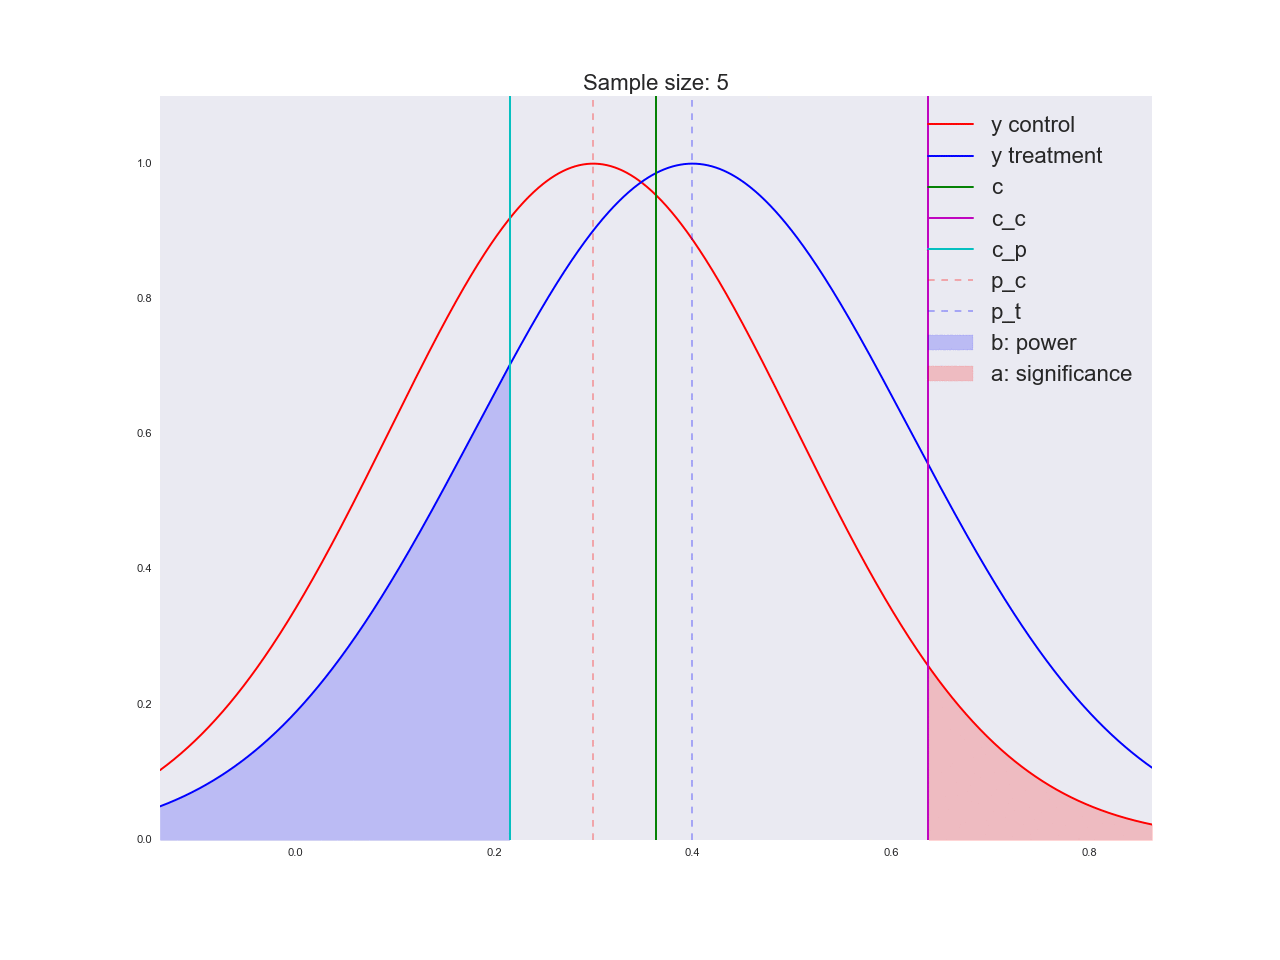 Sample size: 5
y control
y treatment
c
c_c
c_p
p_c
p_t
b: power
a: significance
1.0
0.8
0.6
0.4
0.2
0.0
0.0 0.2 0.4 0.6 0.8